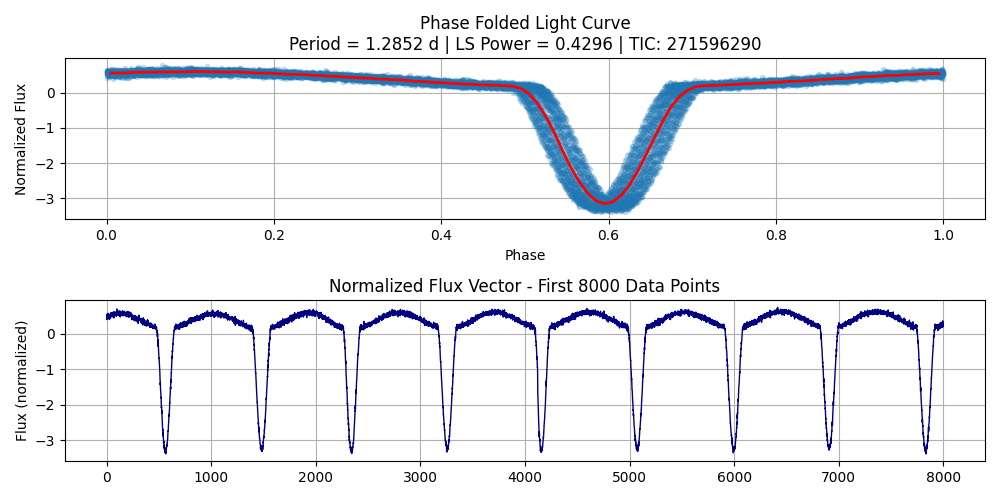 Phase Folded Light Curve
Period = 1.2852 d | LS Power = 0.4296 | TIC: 271596290
Normalized Flux
0
−1
−2
−3
0.0 0.2 0.4 0.6 0.8 1.0
Phase
Normalized Flux Vector - First 8000 Data Points
Flux (normalized)
0
−1
−2
−3
0 1000 2000 3000 4000 5000 6000 7000 8000